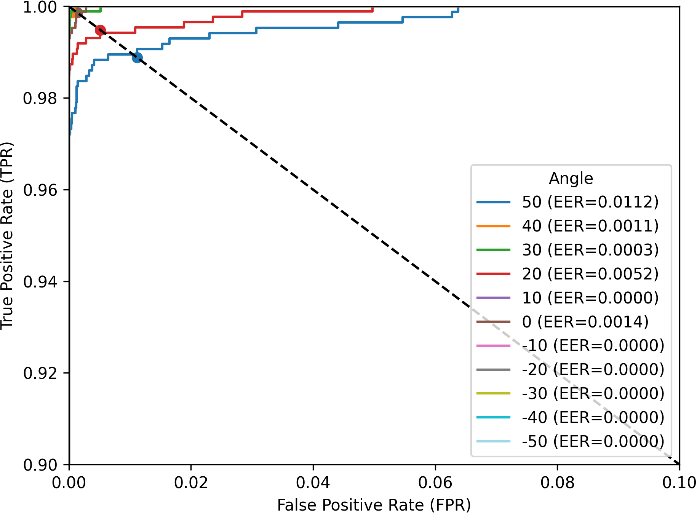 1.00
0.98
0.96
0.94
0.92
0.90
True Positive Rate (TPR)
Angle
50 (EER=0.0112)
40 (EER=0.0011)
30 (EER=0.0003)
20 (EER=0.0052)
10 (EER=0.0000)
0 (EER=0.0014)
-10 (EER=0.0000)
-20 (EER=0.0000)
-30 (EER=0.0000)
-40 (EER=0.0000)
-50 (EER=0.0000)
0.00 0.02 0.04 0.06 0.08 0.10
False Positive Rate (FPR)